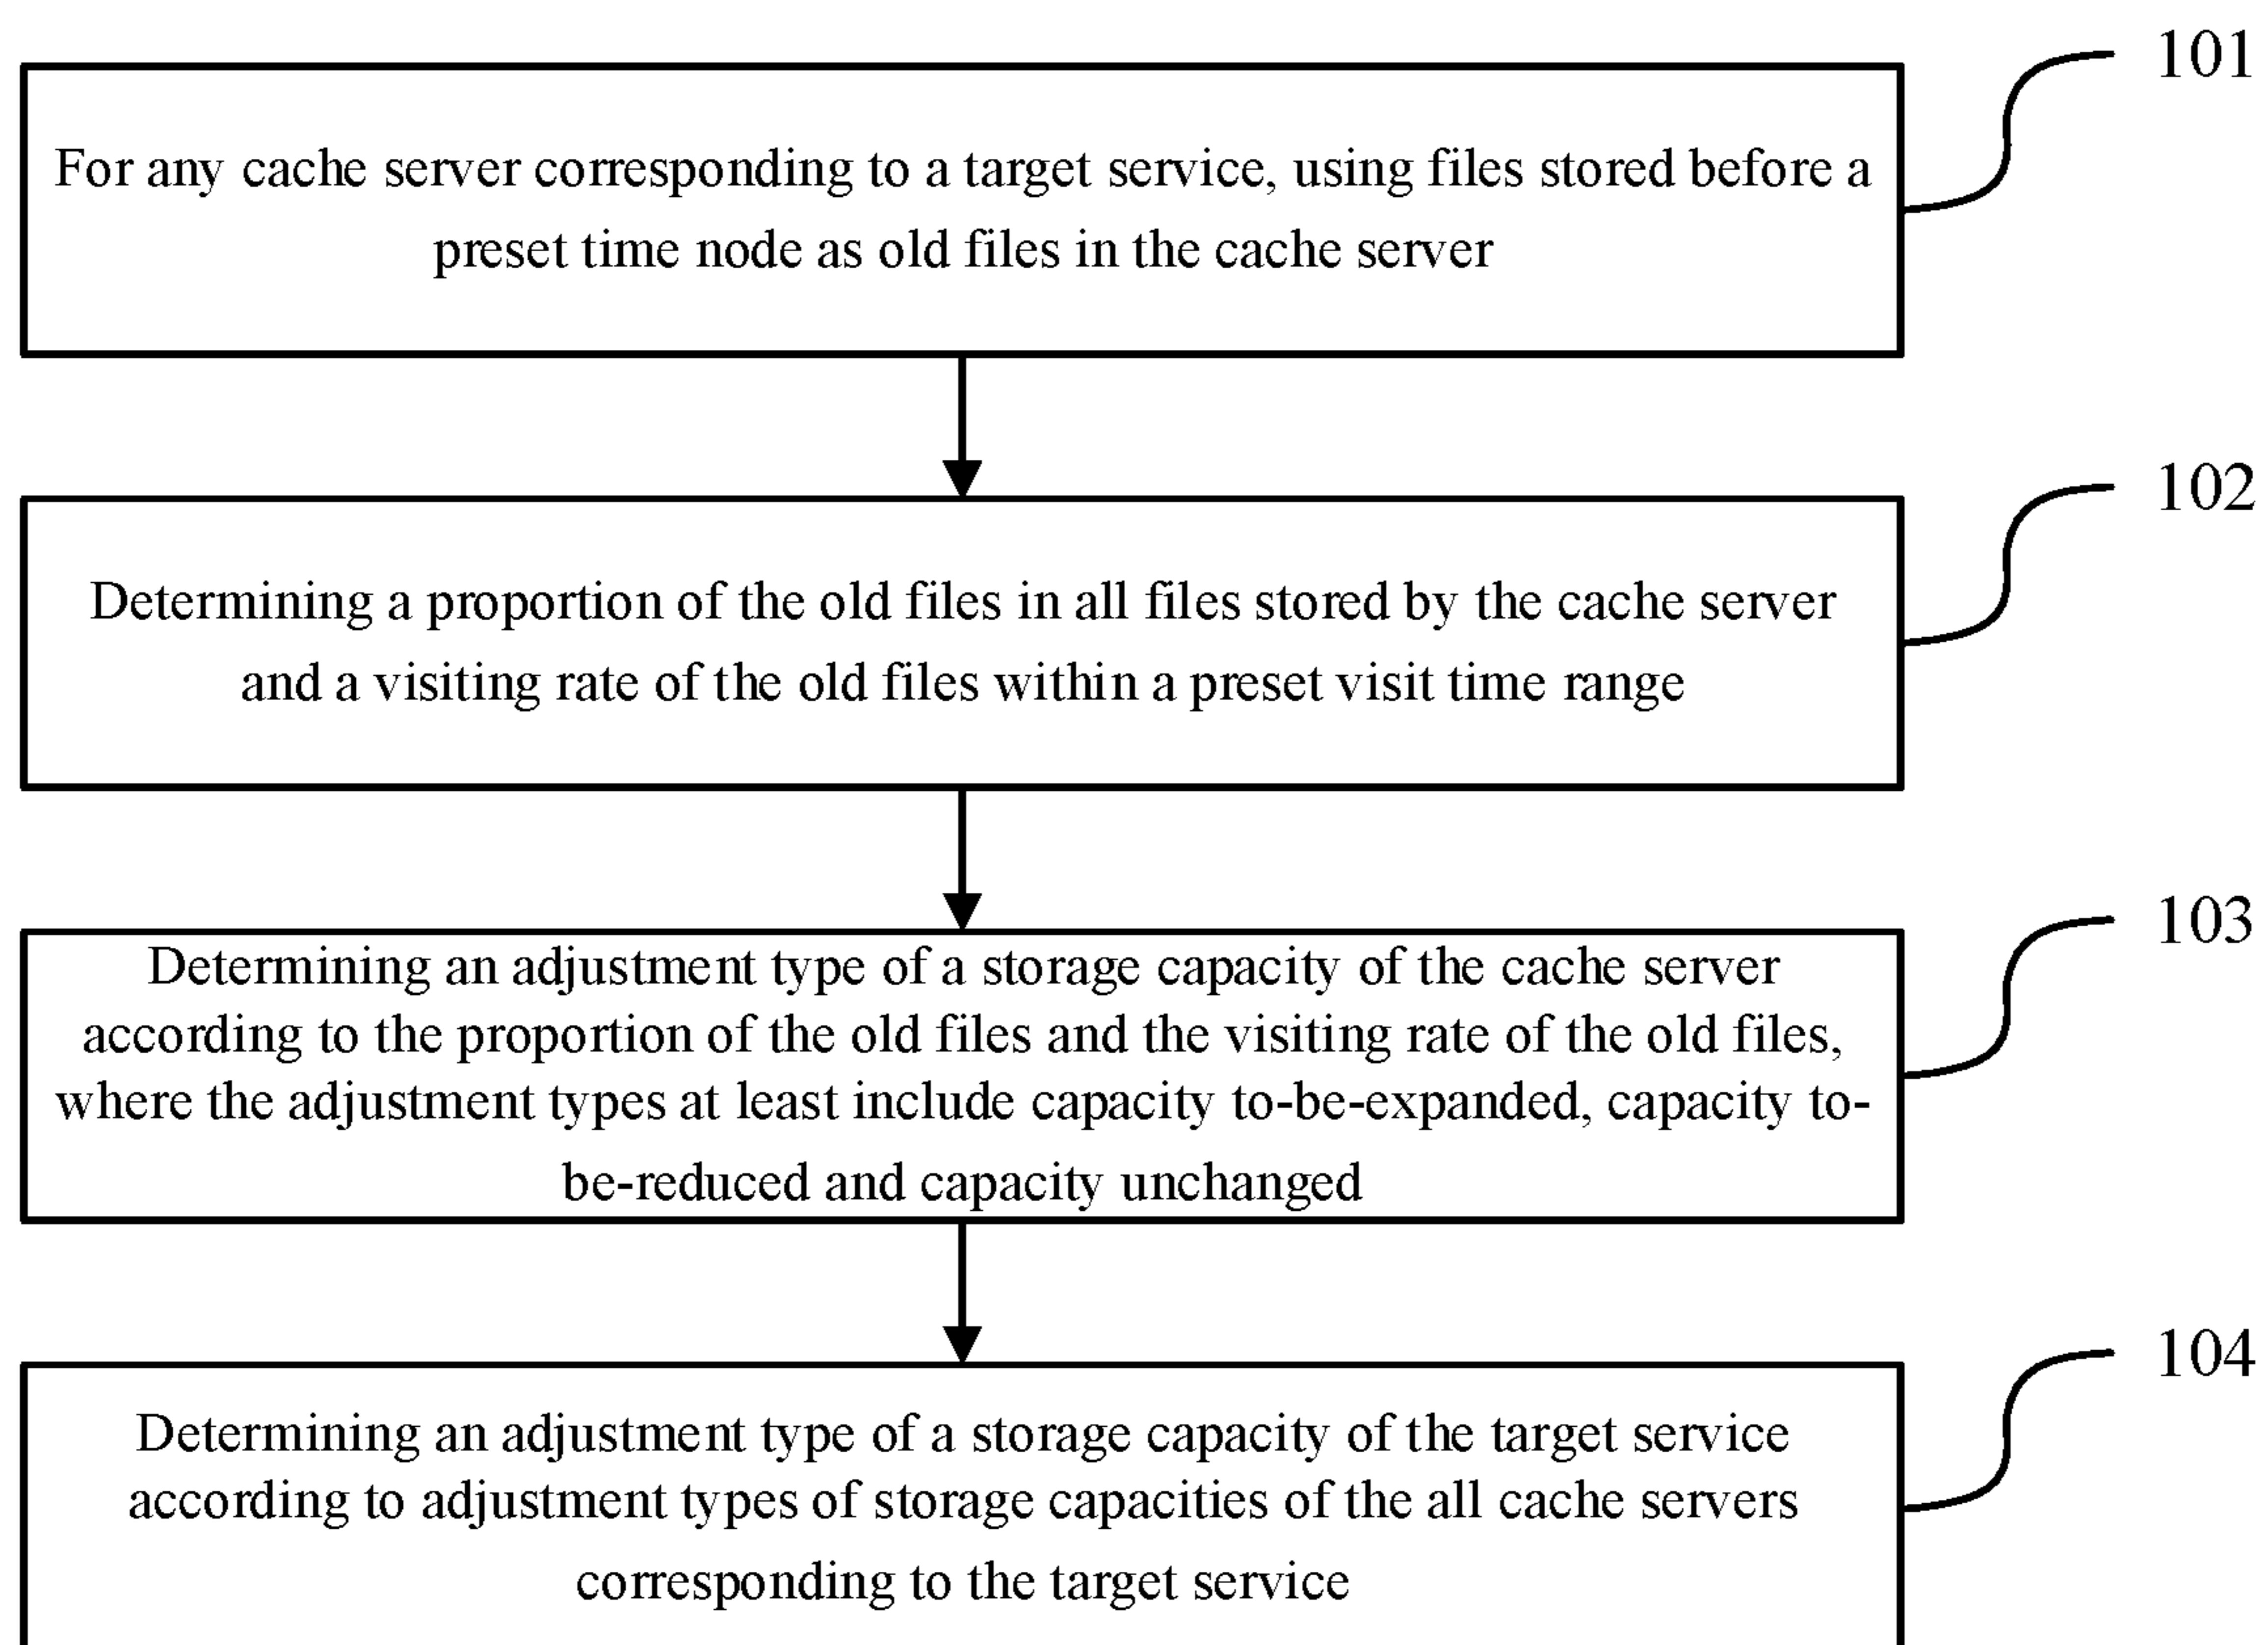 101
For any cache server corresponding to a target service, using files stored before a
preset time node as old files in the cache server
102
Determining a proportion of the old files in all files stored by the cache server
and a visiting rate of the old files within a preset visit time range
103
Determining an adjustment type of a storage capacity of the cache server
according to the proportion of the old files and the visiting rate of the old files,
where the adjustment types at least include capacity to-be-expanded, capacity to-
be-reduced and capacity unchanged
104
Determining an adjustment type of a storage capacity of the target service
according to adjustment types of storage capacities of the all cache servers
corresponding to the target service